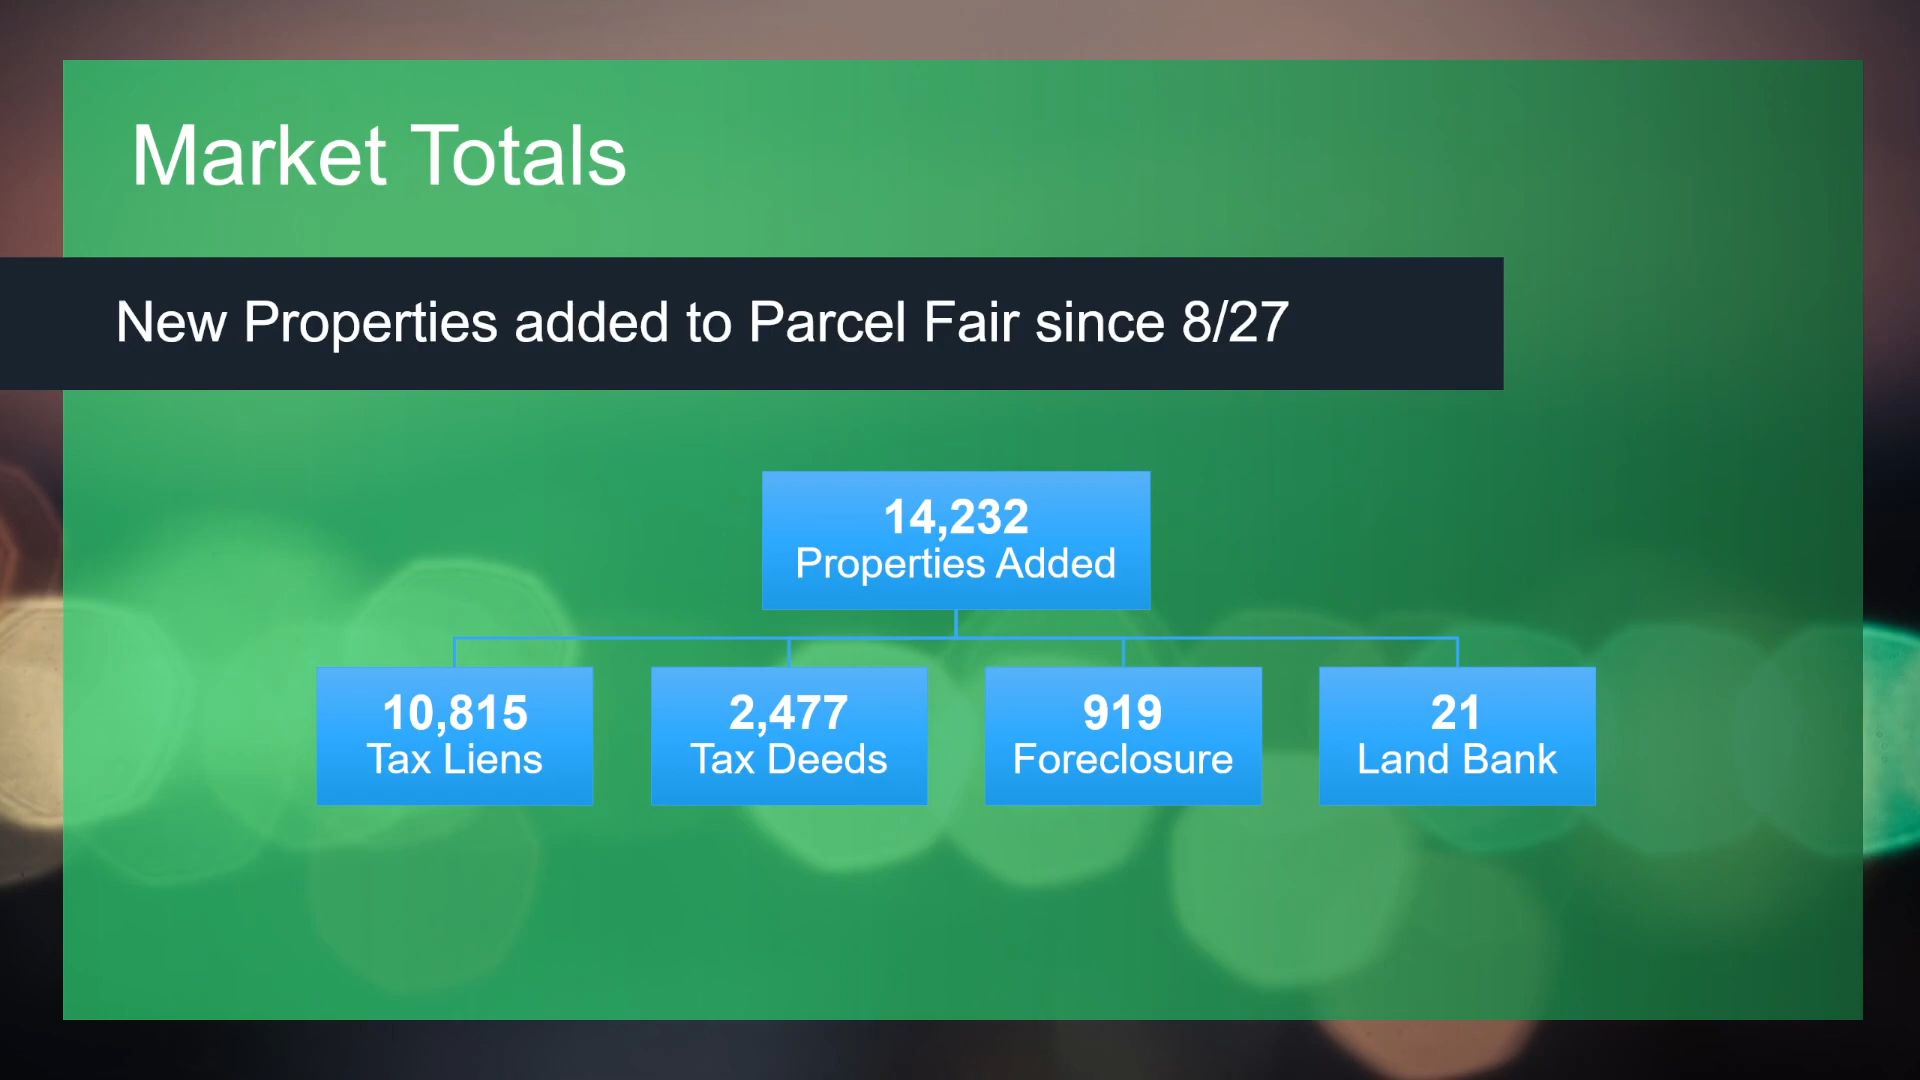 Market Totals
New Properties added to Parcel Fair since 8/27
14,232
Properties Added
10,815
Tax Liens
2,477
Tax Deeds
919
Foreclosure
21
Land Bank